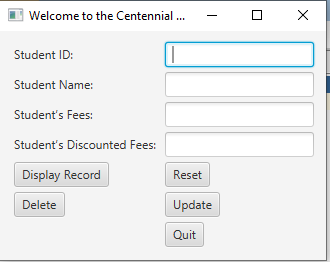 Welcome to the Centennial ...
Student ID:
Student Name:
Student's Fees:
Student's Discounted Fees:
Display Record Reset
Delete Update
Quit